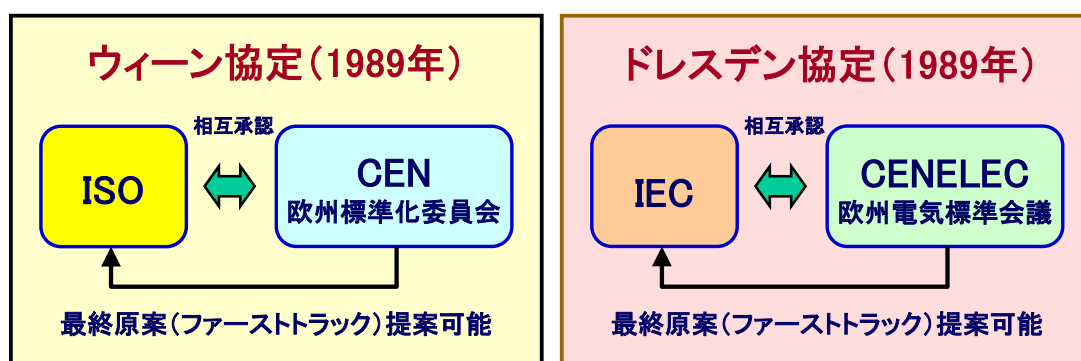 ウィーン協定（1989年）
相互承認
ISO
CEN
欧州標準化委員会
最終原案（ファーストトラック）提案可能
ドレスデン協定（1989年）
相互承認
IEC
CENELEC
欧州電気標準会議
最終原案（ファーストトラック）提案可能